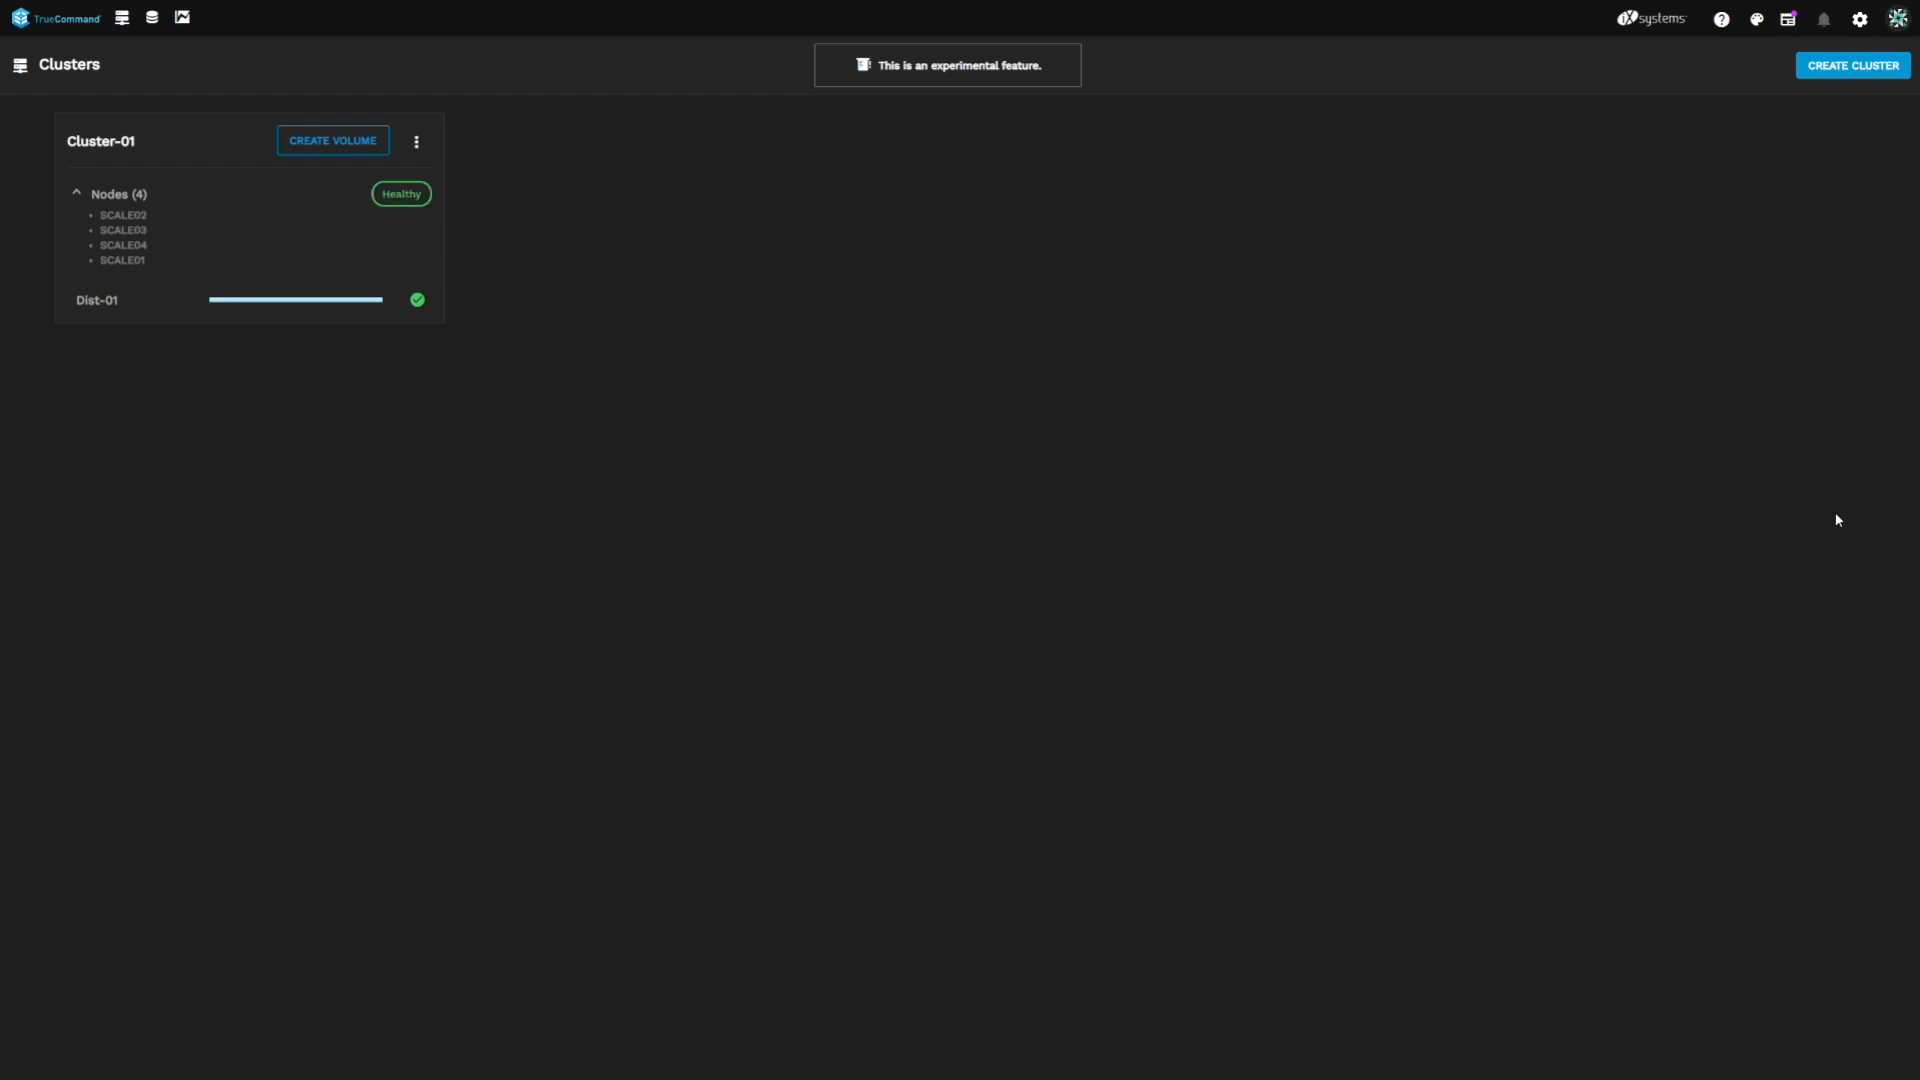 TrueCommand
iXsystems
Clusters
This is an experimental feature.
CREATE CLUSTER
Cluster-01
CREATE VOLUME
Nodes (4)
Healthy
• SCALE02
• SCALE03
• SCALE04
• SCALE01
Dist-01